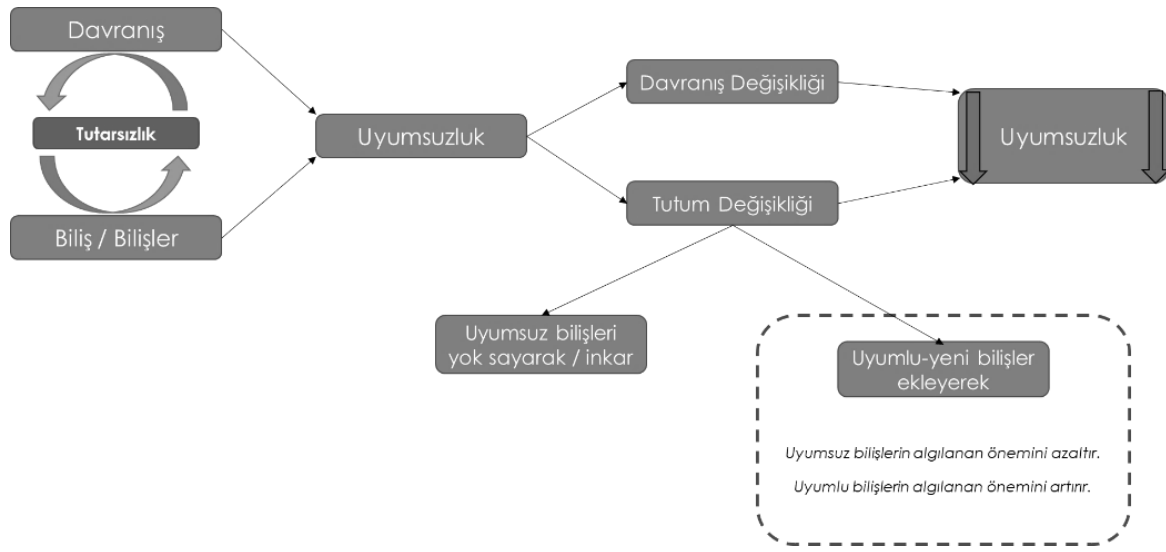 Davranış
Tutarsızlık
Biliş / Bilişler
Uyumsuzluk
Davranış Değişikliği
Tutum Değişikliği
Uyumsuzluk
Uyumsuz bilişleri
yok sayarak / inkar
Uyumlu-yeni bilişler
ekleyerek
Uyumsuz bilişlerin algılanan önemini azaltır.
Uyumlu bilişlerin algılanan önemini artırır.